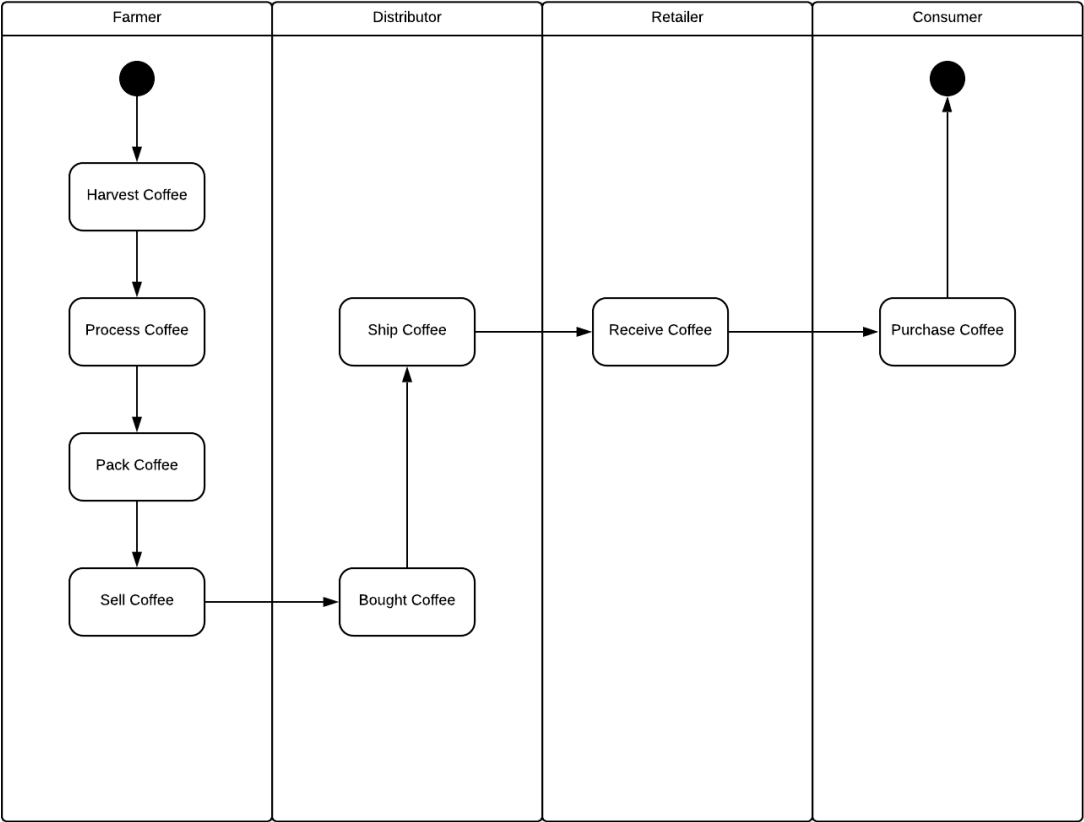 Farmer
Distributor
Retailer
Consumer
Harvest Coffee
Process Coffee
Ship Coffee
Receive Coffee
Purchase Coffee
Pack Coffee
Sell Coffee
Bought Coffee